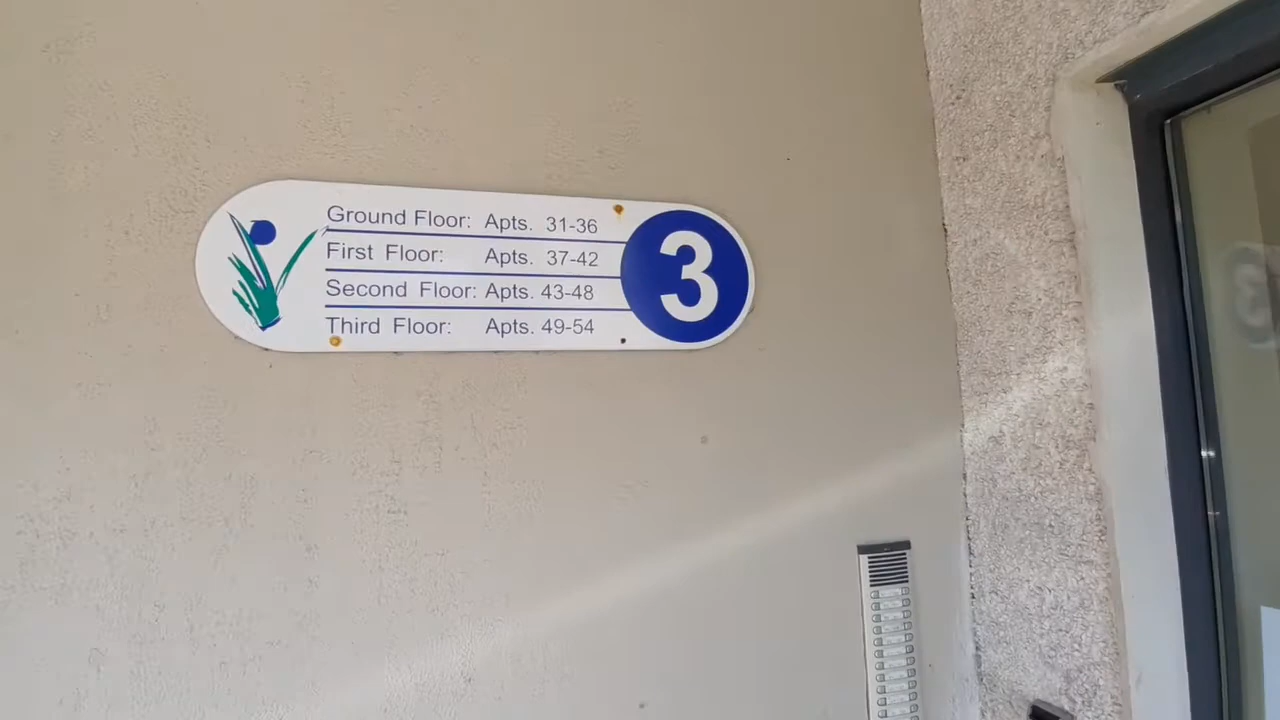 Ground Floor: Apts. 31-36
First Floor: Apts. 37-42
Second Floor: Apts. 43-48
Third Floor: Apts. 49-54
3